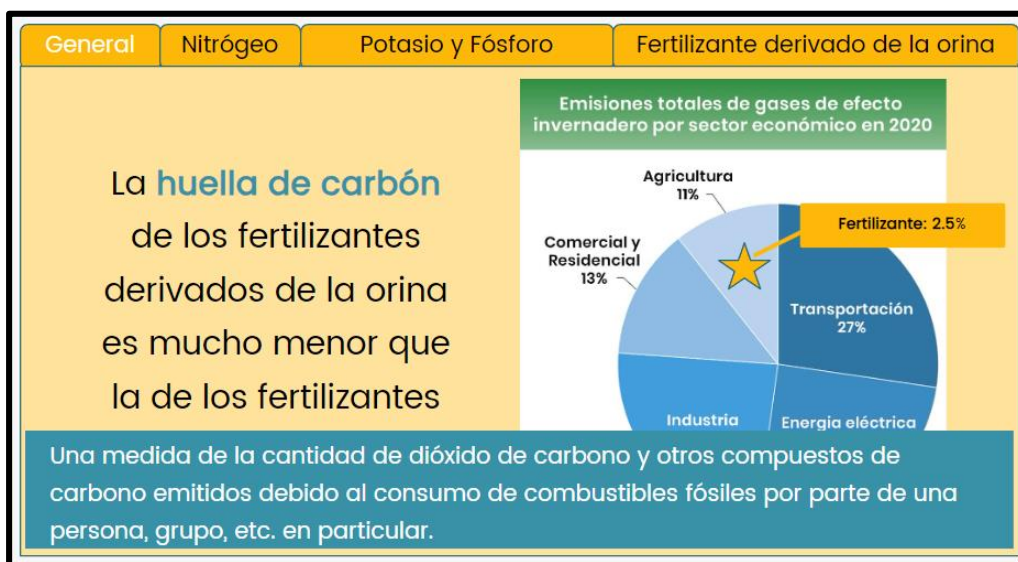 General
Nitrógeo
Potasio y Fósforo
Fertilizante derivado de la orina
La huella de carbón
de los fertilizantes
derivados de la orina
es mucho menor que
la de los fertilizantes
Emisiones totales de gases de efecto
invernadero por sector económico en 2020
Agricultura
11%
Fertilizante: 2.5%
Comercial y
Residencial
13%
Transportación
27%
Industria
Energía eléctrica
Una medida de la cantidad de dióxido de carbono y otros compuestos de
carbono emitidos debido al consumo de combustibles fósiles por parte de una
persona, grupo, etc. en particular.